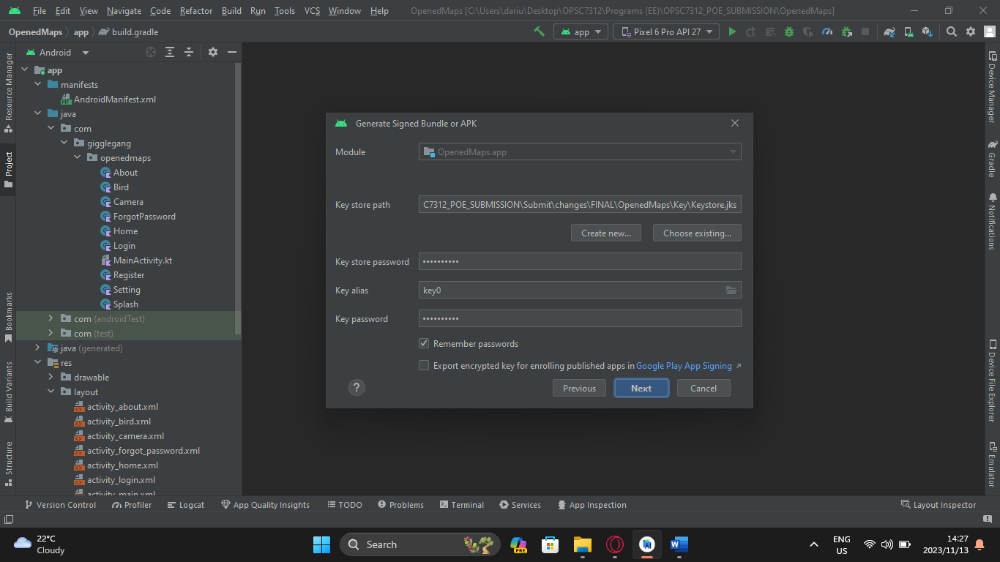 File Edit View Navigate Code Refactor Build Run Tools VCS Window Help OpenedMaps [C:\Users\dariu\Desktop\OPSC7312\Programs (EE)\OPSC7312_POE_SUBMISSION\OpenedMaps]
OpenedMaps app build.gradle app Pixel 6 Pro API 27
Resource Manager
Project
Bookmarks
Build Variants
Structure
Android
app
manifests
AndroidManifest.xml
java
com
gigglegang
openedmaps
About
Bird
Camera
ForgotPassword
Home
Login
MainActivity.kt
Register
Setting
Splash
com (androidTest)
com (test)
java (generated)
res
drawable
layout
activity_about.xml
activity_bird.xml
activity_camera.xml
activity_forgot_password.xml
activity_home.xml
activity_login.xml
activity_main.xml
Generate Signed Bundle or APK
Module OpenedMaps.app
Key store path C7312_POE_SUBMISSION\Submit\changes\FINAL\OpenedMaps\Key\Keystore.jks
Create new... Choose existing...
Key store password ••••••••••
Key alias key0
Key password ••••••••••
Remember passwords
Export encrypted key for enrolling published apps in Google Play App Signing ↗
? Previous Next Cancel
Device Manager
Gradle
Notifications
Device File Explorer
Emulator
Version Control Profiler Logcat App Quality Insights TODO Problems Terminal Services App Inspection Layout Inspector
22°C
Cloudy
Search
PRE
W
ENG
US
14:27
2023/11/13